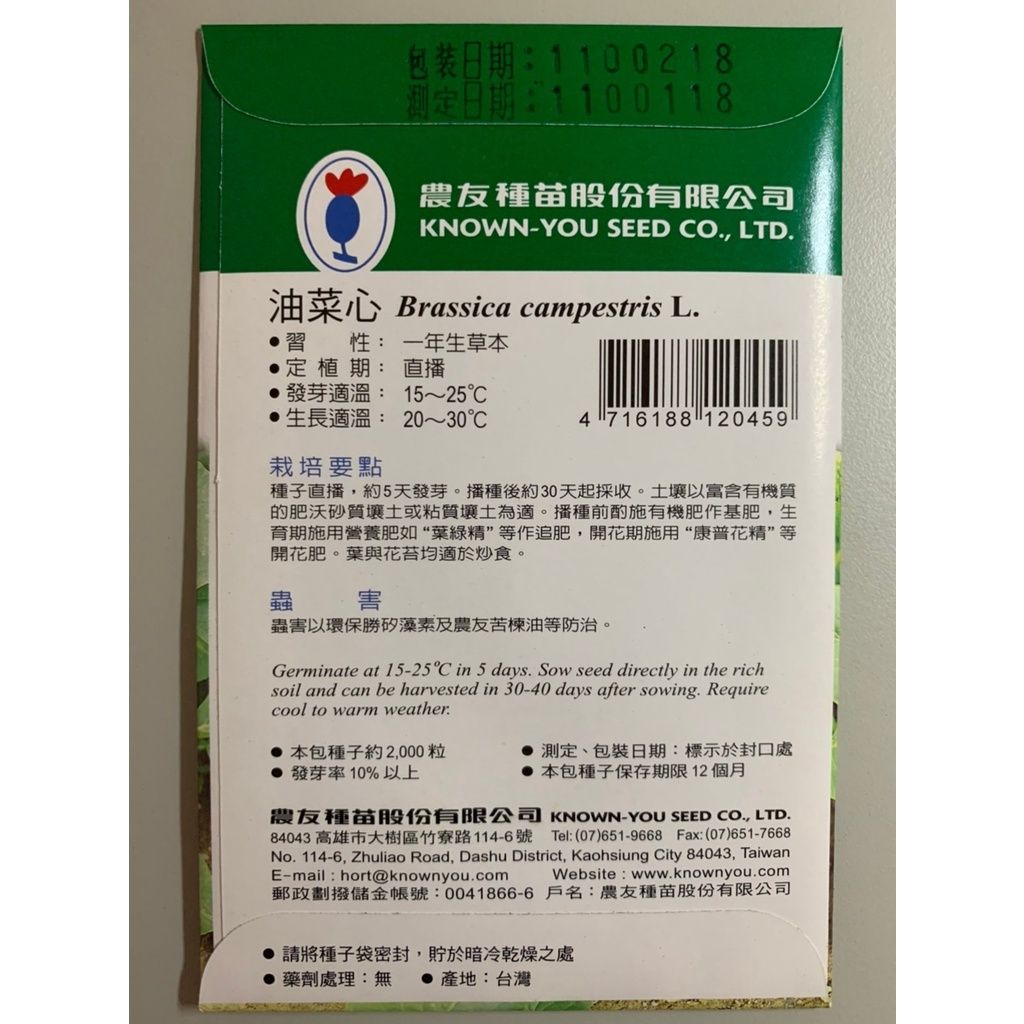 包裝日期：1100218
測定日期：1100118
農友種苗股份有限公司
KNOWN-YOU SEED CO., LTD.
油菜心 Brassica campestris L.
●習 性： 一年生草本
●定 植 期： 直播
●發芽適溫： 15～25℃
●生長適溫： 20～30℃
4 716188 120459
栽培要點
種子直播，約5天發芽。播種後約30天起採收。土壤以富含有機質
的肥沃砂質壤土或粘質壤土為適。播種前酌施有機肥作基肥，生
育期施用營養肥如“葉綠精”等作追肥，開花期施用“康普花精”等
開花肥。葉與花苔均適於炒食。
蟲 害
蟲害以環保勝矽藻素及農友苦楝油等防治。
Germinate at 15-25℃ in 5 days. Sow seed directly in the rich
soil and can be harvested in 30-40 days after sowing. Require
cool to warm weather.
● 本包種子約2,000粒 ● 測定、包裝日期：標示於封口處
● 發芽率10%以上 ● 本包種子保存期限12個月
農友種苗股份有限公司 KNOWN-YOU SEED CO., LTD.
84043 高雄市大樹區竹寮路114-6號 Tel:(07)651-9668 Fax:(07)651-7668
No. 114-6, Zhuliao Road, Dashu District, Kaohsiung City 84043, Taiwan
E-mail : hort@knownyou.com Website : www.knownyou.com
郵政劃撥儲金帳號：0041866-6 戶名：農友種苗股份有限公司
● 請將種子袋密封，貯於暗冷乾燥之處
● 藥劑處理：無 ● 產地：台灣